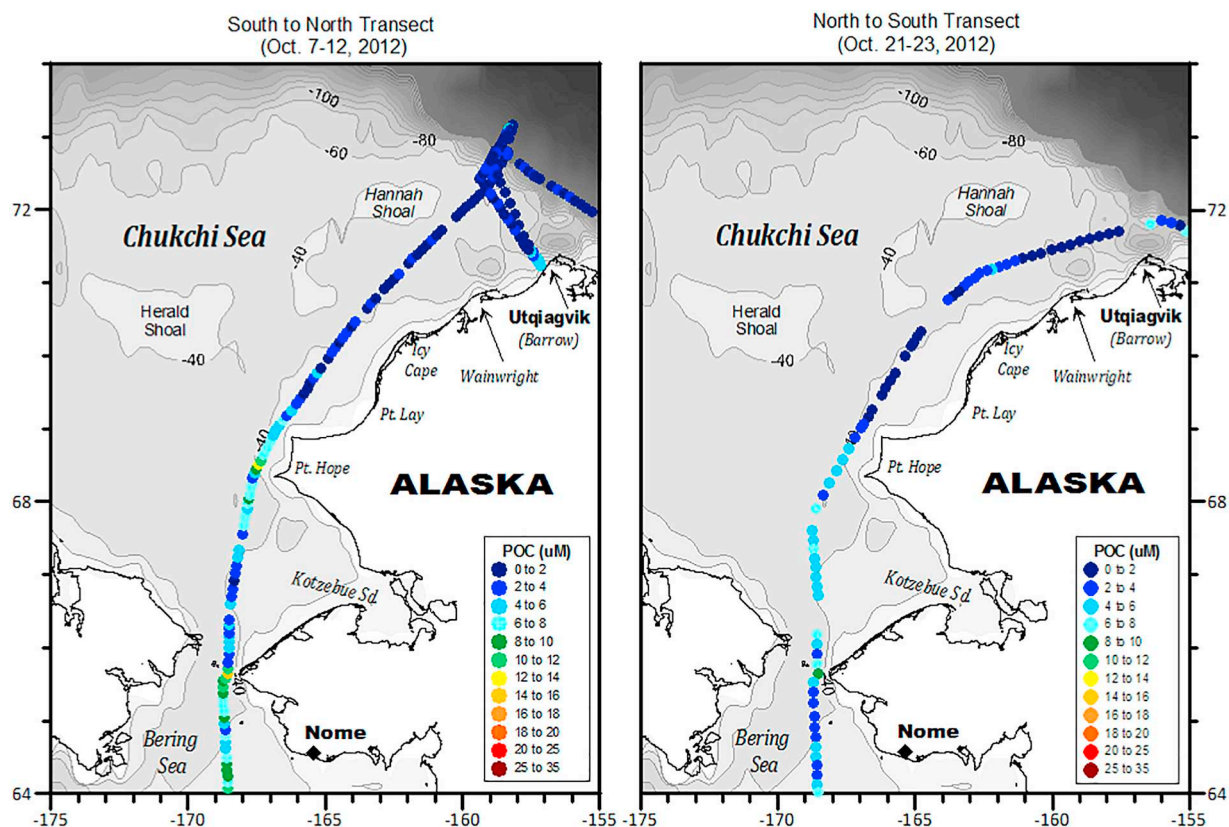 South to North Transect
(Oct. 7-12, 2012)
-100
-80
-60
Hannah
Shoal
72
Chukchi Sea
-40
Herald
Shoal
Utqiagvik
(Barrow)
-40
Icy
Cape
Wainwright
Pt. Lay
-40
Pt. Hope
ALASKA
68
POC (uM)
0 to 2
2 to 4
4 to 6
6 to 8
8 to 10
10 to 12
12 to 14
14 to 16
16 to 18
18 to 20
20 to 25
25 to 35
Kotzebue Sd.
Bering
Sea
Nome
64
-175
-170
-165
-160
-155
North to South Transect
(Oct. 21-23, 2012)
-100
-80
-60
Hannah
Shoal
72
Chukchi Sea
-40
Herald
Shoal
Utqiagvik
(Barrow)
-40
Icy
Cape
Wainwright
Pt. Lay
Pt. Hope
ALASKA
68
POC (uM)
0 to 2
2 to 4
4 to 6
6 to 8
8 to 10
10 to 12
12 to 14
14 to 16
16 to 18
18 to 20
20 to 25
25 to 35
Kotzebue Sd.
Bering
Sea
Nome
64
-175
-170
-165
-160
-155